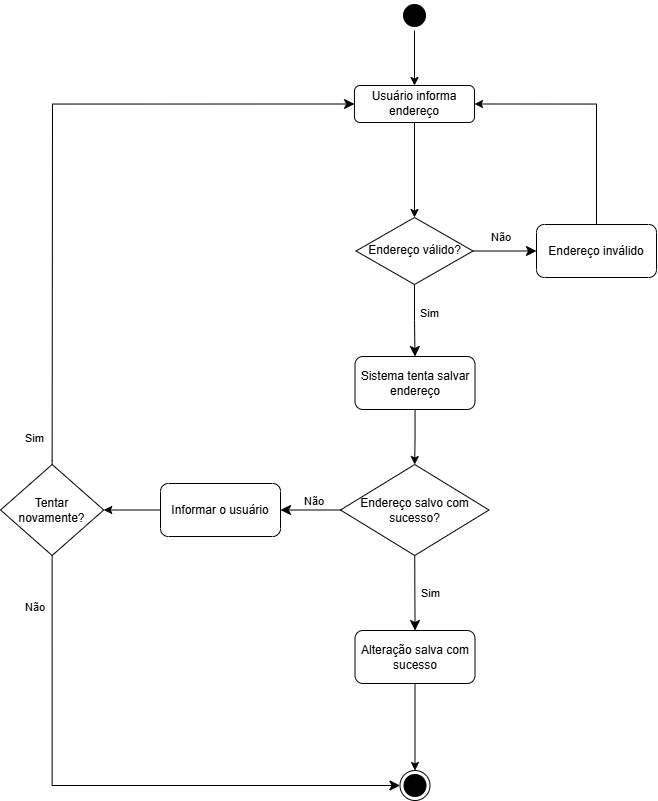 Usuário informa
endereço
Endereço válido?
Não
Endereço inválido
Sim
Sistema tenta salvar
endereço
Sim
Tentar
novamente?
Informar o usuário
Não
Endereço salvo com
sucesso?
Não
Sim
Alteração salva com
sucesso